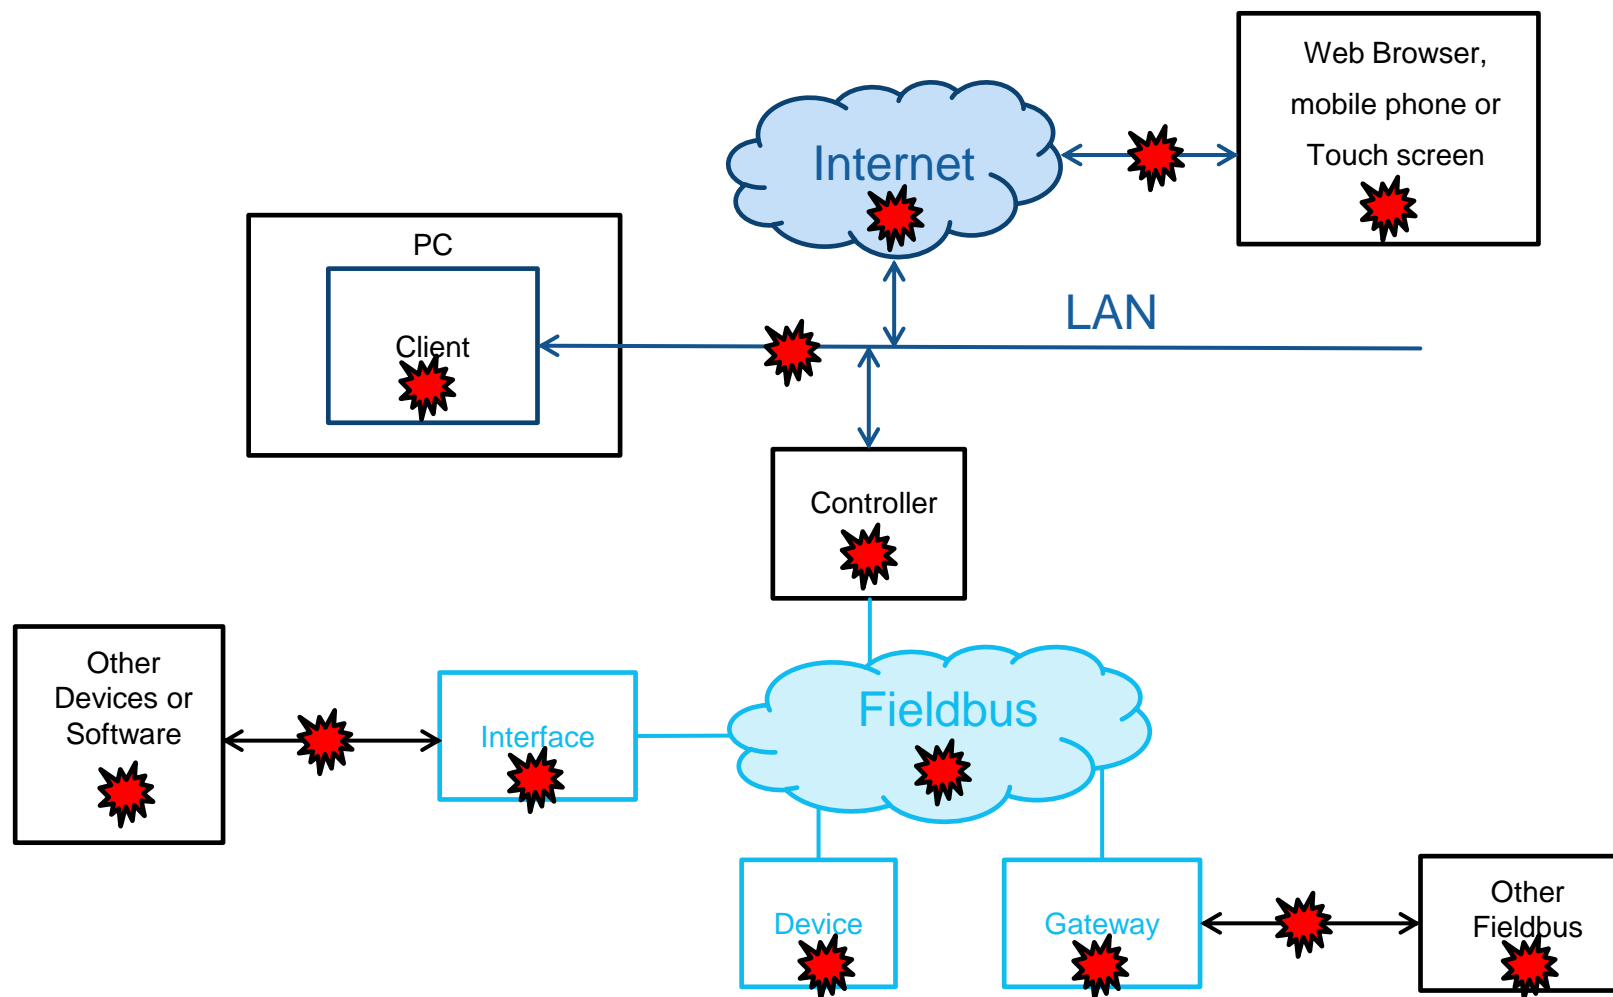 Web Browser,
mobile phone or
Touch screen
Internet
PC
LAN
Client
Controller
Other
Devices or
Software
Fieldbus
Interface
Device
Gateway
Other
Fieldbus